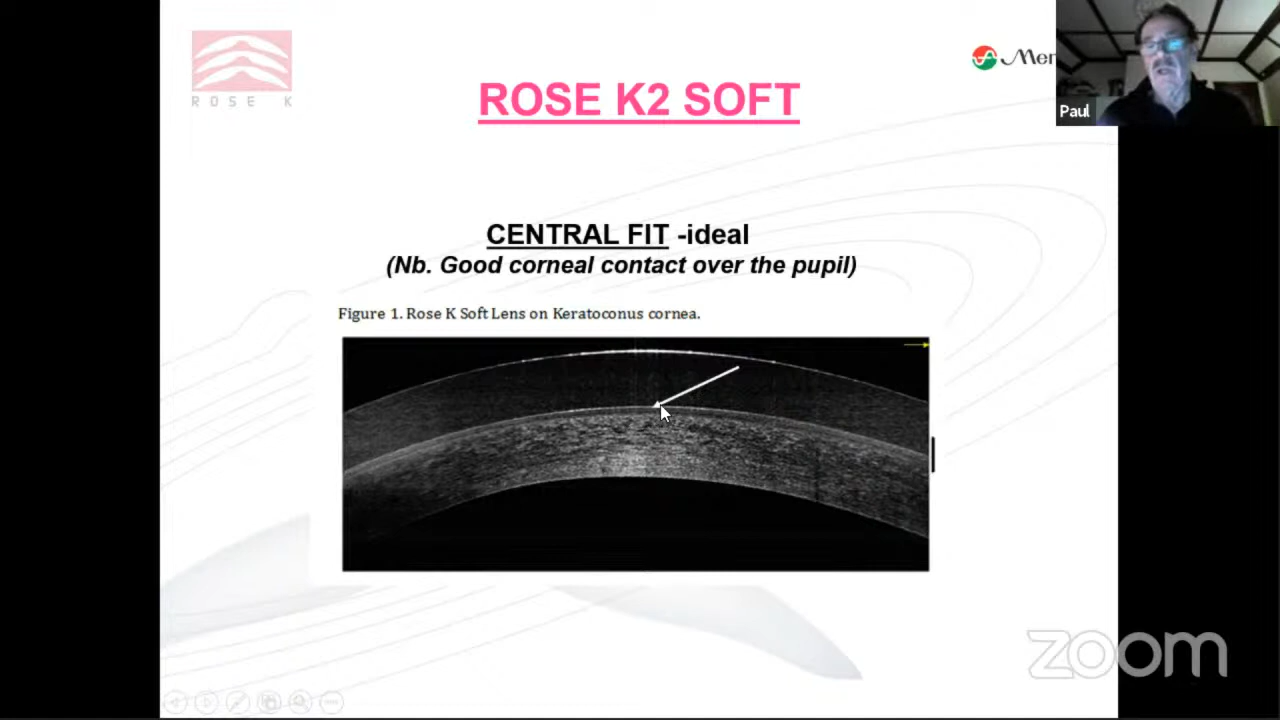 ROSE K
ROSE K2 SOFT
Paul
CENTRAL FIT -ideal
(Nb. Good corneal contact over the pupil)
Figure 1. Rose K Soft Lens on Keratoconus cornea.
zoom